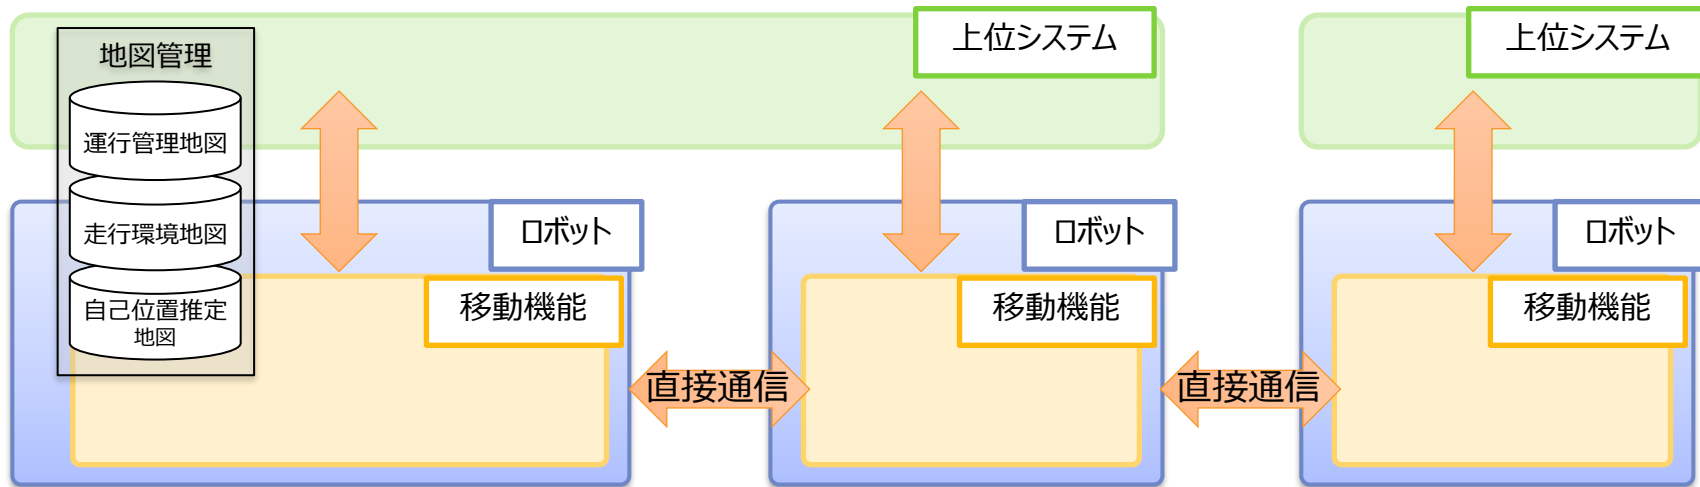 上位システム
上位システム
地図管理
運行管理地図
走行環境地図
自己位置推定
地図
ロボット
ロボット
ロボット
移動機能
移動機能
移動機能
直接通信
直接通信